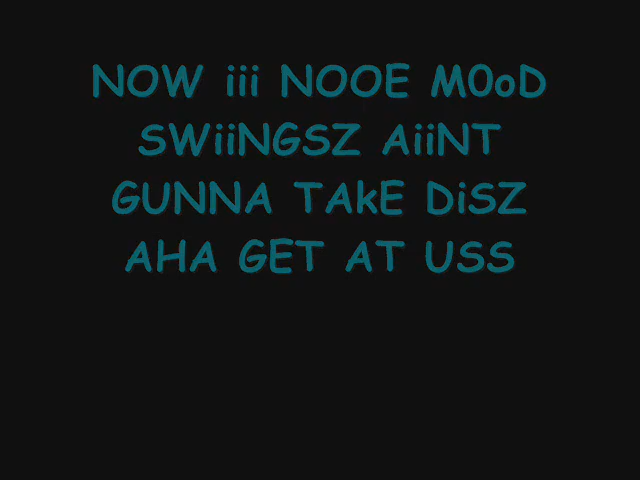 NOW iii NOOE M0oD
SWiiNGSZ AiiNT
GUNNA TAkE DiSZ
AHA GET AT USS